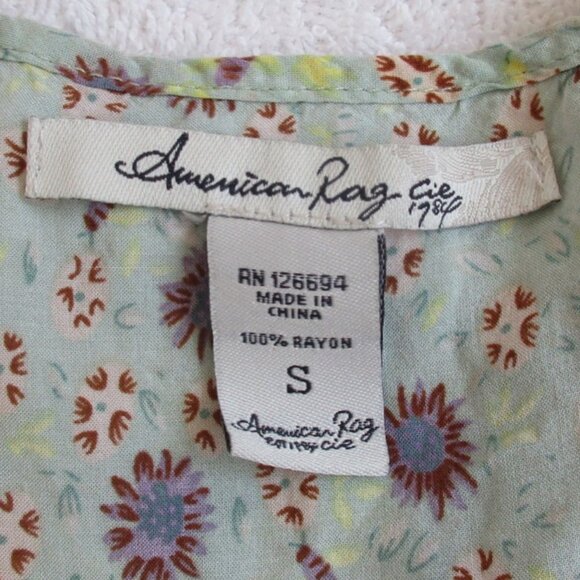 American Rag Cie
1984
RN 126694
MADE IN
CHINA
100% RAYON
S
American Rag
Cie